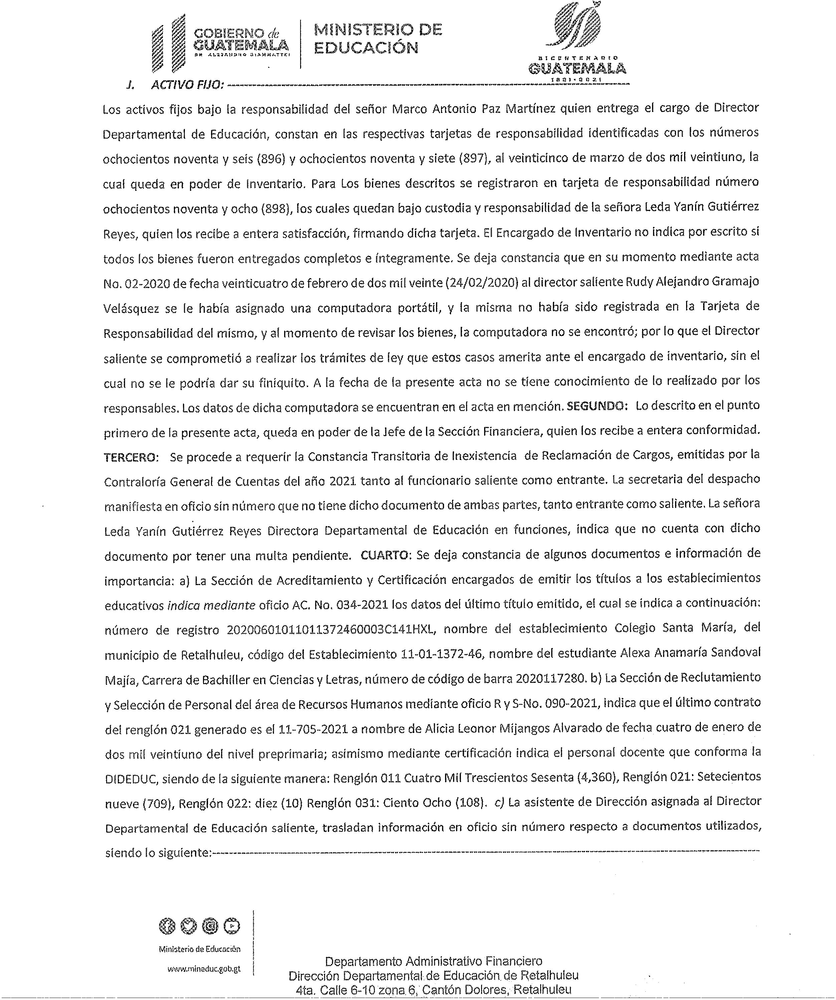 GOBIERNO de
GUATEMALA
DR. ALEJANDRO GIAMMATTEI
MINISTERIO DE
EDUCACIÓN
BICENTENARIO
GUATEMALA
1821-2021
J. ACTIVO FIJO: ------------------------------------------------------------
Los activos fijos bajo la responsabilidad del señor Marco Antonio Paz Martínez quien entrega el cargo de Director
Departamental de Educación, constan en las respectivas tarjetas de responsabilidad identificadas con los números
ochocientos noventa y seis (896) y ochocientos noventa y siete (897), al veinticinco de marzo de dos mil veintiuno, la
cual queda en poder de Inventario. Para Los bienes descritos se registraron en tarjeta de responsabilidad número
ochocientos noventa y ocho (898), los cuales quedan bajo custodia y responsabilidad de la señora Leda Yanín Gutiérrez
Reyes, quien los recibe a entera satisfacción, firmando dicha tarjeta. El Encargado de Inventario no indica por escrito si
todos los bienes fueron entregados completos e íntegramente. Se deja constancia que en su momento mediante acta
No. 02-2020 de fecha veinticuatro de febrero de dos mil veinte (24/02/2020) al director saliente Rudy Alejandro Gramajo
Velásquez se le había asignado una computadora portátil, y la misma no había sido registrada en la Tarjeta de
Responsabilidad del mismo, y al momento de revisar los bienes, la computadora no se encontró; por lo que el Director
saliente se comprometió a realizar los trámites de ley que estos casos amerita ante el encargado de inventario, sin el
cual no se le podría dar su finiquito. A la fecha de la presente acta no se tiene conocimiento de lo realizado por los
responsables. Los datos de dicha computadora se encuentran en el acta en mención. SEGUNDO: Lo descrito en el punto
primero de la presente acta, queda en poder de la Jefe de la Sección Financiera, quien los recibe a entera conformidad.
TERCERO: Se procede a requerir la Constancia Transitoria de Inexistencia de Reclamación de Cargos, emitidas por la
Contraloría General de Cuentas del año 2021 tanto al funcionario saliente como entrante. La secretaria del despacho
manifiesta en oficio sin número que no tiene dicho documento de ambas partes, tanto entrante como saliente. La señora
Leda Yanín Gutiérrez Reyes Directora Departamental de Educación en funciones, indica que no cuenta con dicho
documento por tener una multa pendiente. CUARTO: Se deja constancia de algunos documentos e información de
importancia: a) La Sección de Acreditamiento y Certificación encargados de emitir los títulos a los establecimientos
educativos indica mediante oficio AC. No. 034-2021 los datos del último título emitido, el cual se indica a continuación:
número de registro 20200601011011372460003C141HXL, nombre del establecimiento Colegio Santa María, del
municipio de Retalhuleu, código del Establecimiento 11-01-1372-46, nombre del estudiante Alexa Anamaría Sandoval
Majía, Carrera de Bachiller en Ciencias y Letras, número de código de barra 2020117280. b) La Sección de Reclutamiento
y Selección de Personal del área de Recursos Humanos mediante oficio R y S-No. 090-2021, indica que el último contrato
del renglón 021 generado es el 11-705-2021 a nombre de Alicia Leonor Mijangos Alvarado de fecha cuatro de enero de
dos mil veintiuno del nivel preprimaria; asimismo mediante certificación indica el personal docente que conforma la
DIDEDUC, siendo de la siguiente manera: Renglón 011 Cuatro Mil Trescientos Sesenta (4,360), Renglón 021: Setecientos
nueve (709), Renglón 022: diez (10) Renglón 031: Ciento Ocho (108). c) La asistente de Dirección asignada al Director
Departamental de Educación saliente, trasladan información en oficio sin número respecto a documentos utilizados,
siendo lo siguiente:------------------------------------------------------------
Ministerio de Educación
www.mineduc.gob.gt
Departamento Administrativo Financiero
Dirección Departamental de Educación de Retalhuleu
4ta. Calle 6-10 zona 6, Cantón Dolores, Retalhuleu